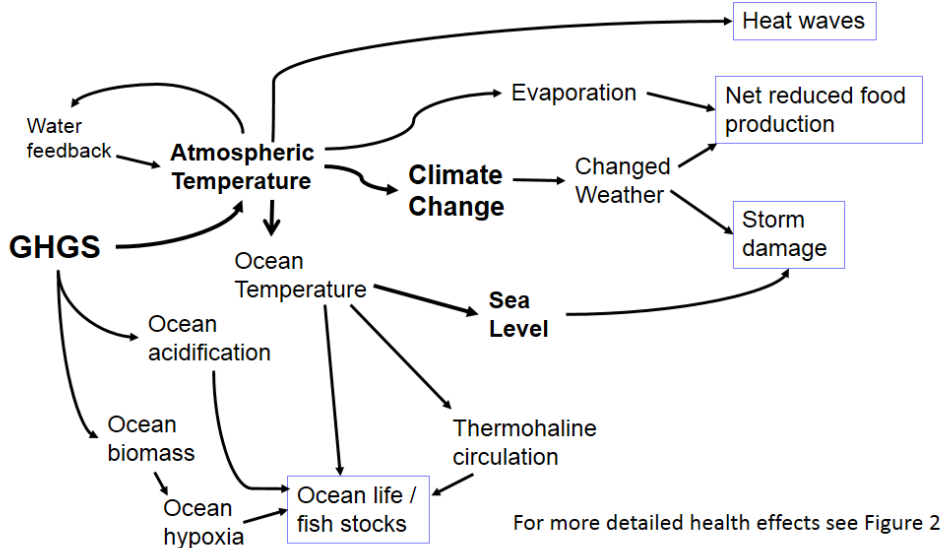 Heat waves
Evaporation
Net reduced food
production
Water
feedback
Atmospheric
Temperature
Climate
Change
Changed
Weather
Storm
damage
GHGS
Ocean
Temperature
Sea
Level
Ocean
acidification
Ocean
biomass
Thermohaline
circulation
Ocean
hypoxia
Ocean life /
fish stocks
For more detailed health effects see Figure 2